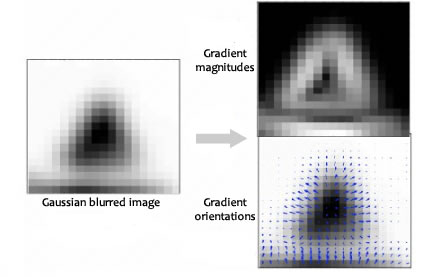 Gradient
magnitudes
Gaussian blurred image
Gradient
orientations